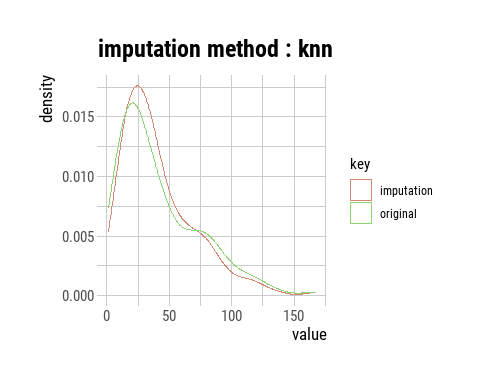 imputation method : knn
density
0.015
0.010
0.005
0.000
0
50
100
150
value
key
imputation
original